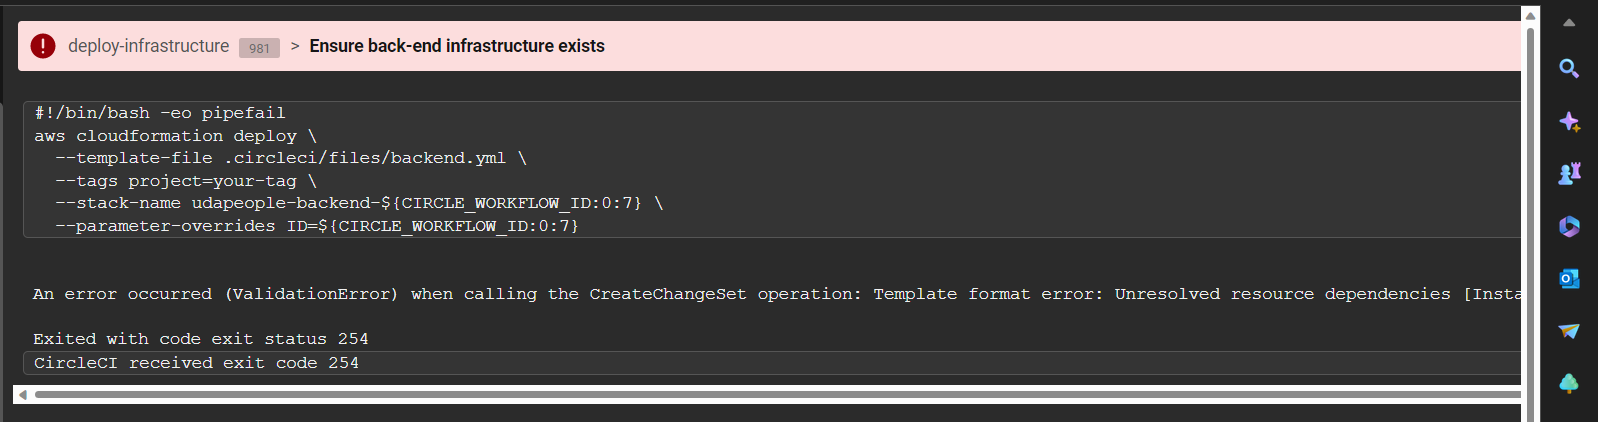 deploy-infrastructure 981 > Ensure back-end infrastructure exists
#!/bin/bash -eo pipefail
aws cloudformation deploy \
--template-file .circleci/files/backend.yml \
--tags project=your-tag \
--stack-name udapeople-backend-${CIRCLE_WORKFLOW_ID:0:7} \
--parameter-overrides ID=${CIRCLE_WORKFLOW_ID:0:7}
An error occurred (ValidationError) when calling the CreateChangeSet operation: Template format error: Unresolved resource dependencies [Insta
Exited with code exit status 254
CircleCI received exit code 254